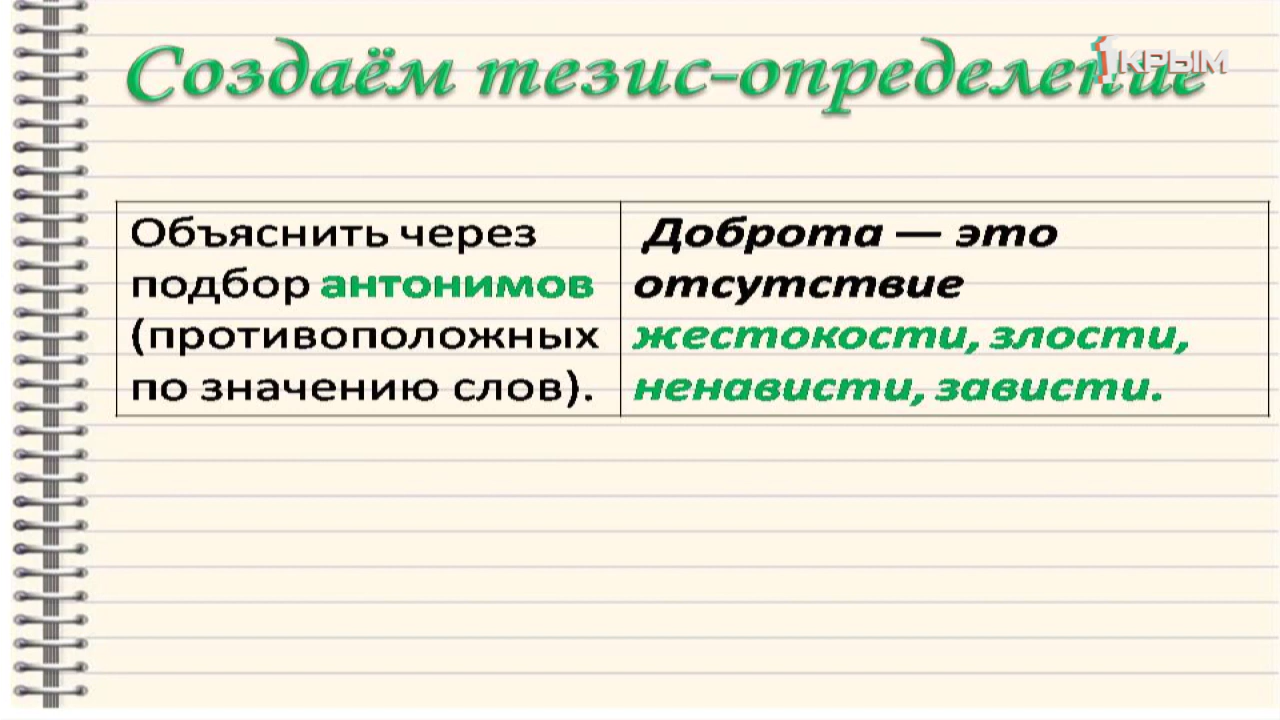 Создаём тезис-определение
1КРЫМ
Объяснить через
подбор антонимов
(противоположных
по значению слов).
Доброта — это
отсутствие
жестокости, злости,
ненависти, зависти.